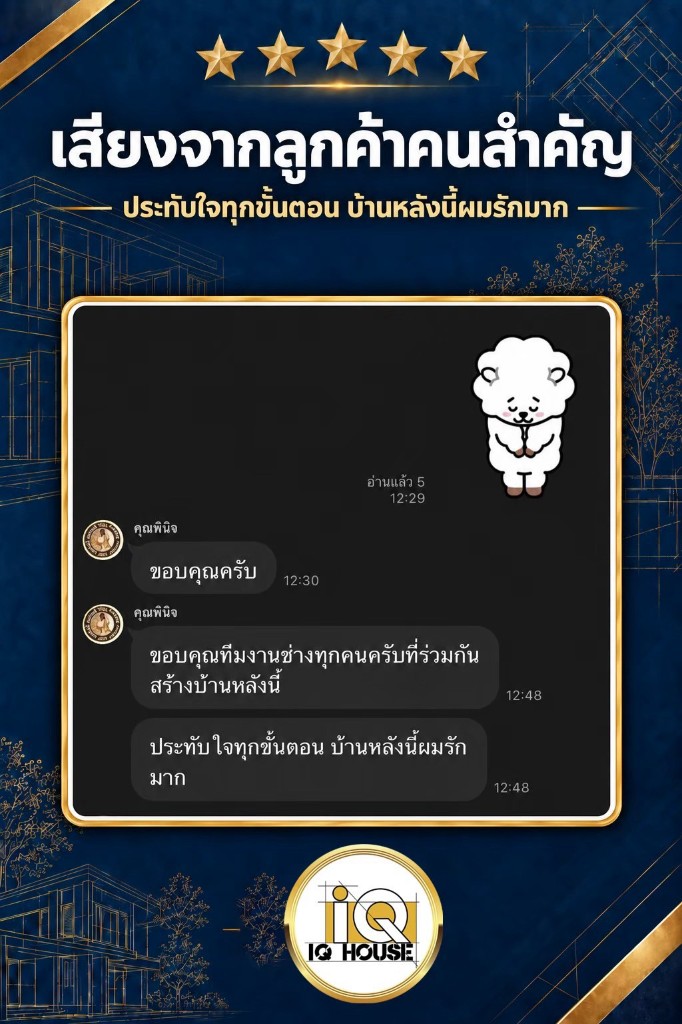 เสียงจากลูกค้าคนสำคัญ
ประทับใจทุกขั้นตอน บ้านหลังนี้ผมรักมาก
อ่านแล้ว 5
12:29
คุณพินิจ
ขอบคุณครับ
12:30
คุณพินิจ
ขอบคุณทีมงานช่างทุกคนครับที่ร่วมกัน
สร้างบ้านหลังนี้
12:48
ประทับใจทุกขั้นตอน บ้านหลังนี้ผมรัก
มาก
12:48
iQ
IQ HOUSE